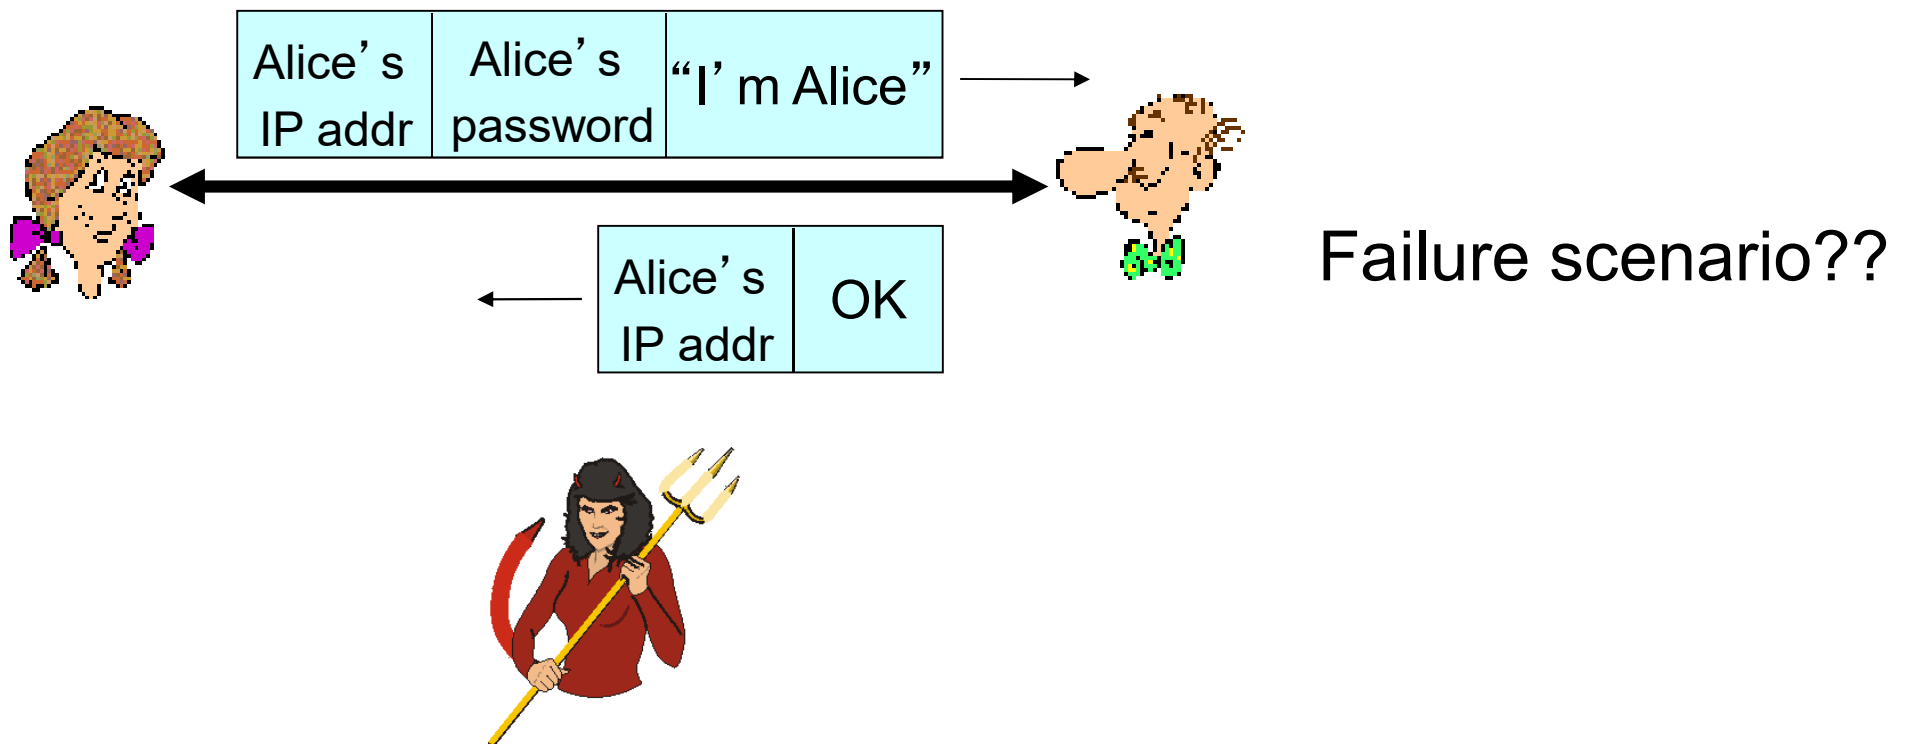 Alice’s
IP addr
Alice’s
password
“I’m Alice”
Failure scenario??
Alice’s
IP addr
OK